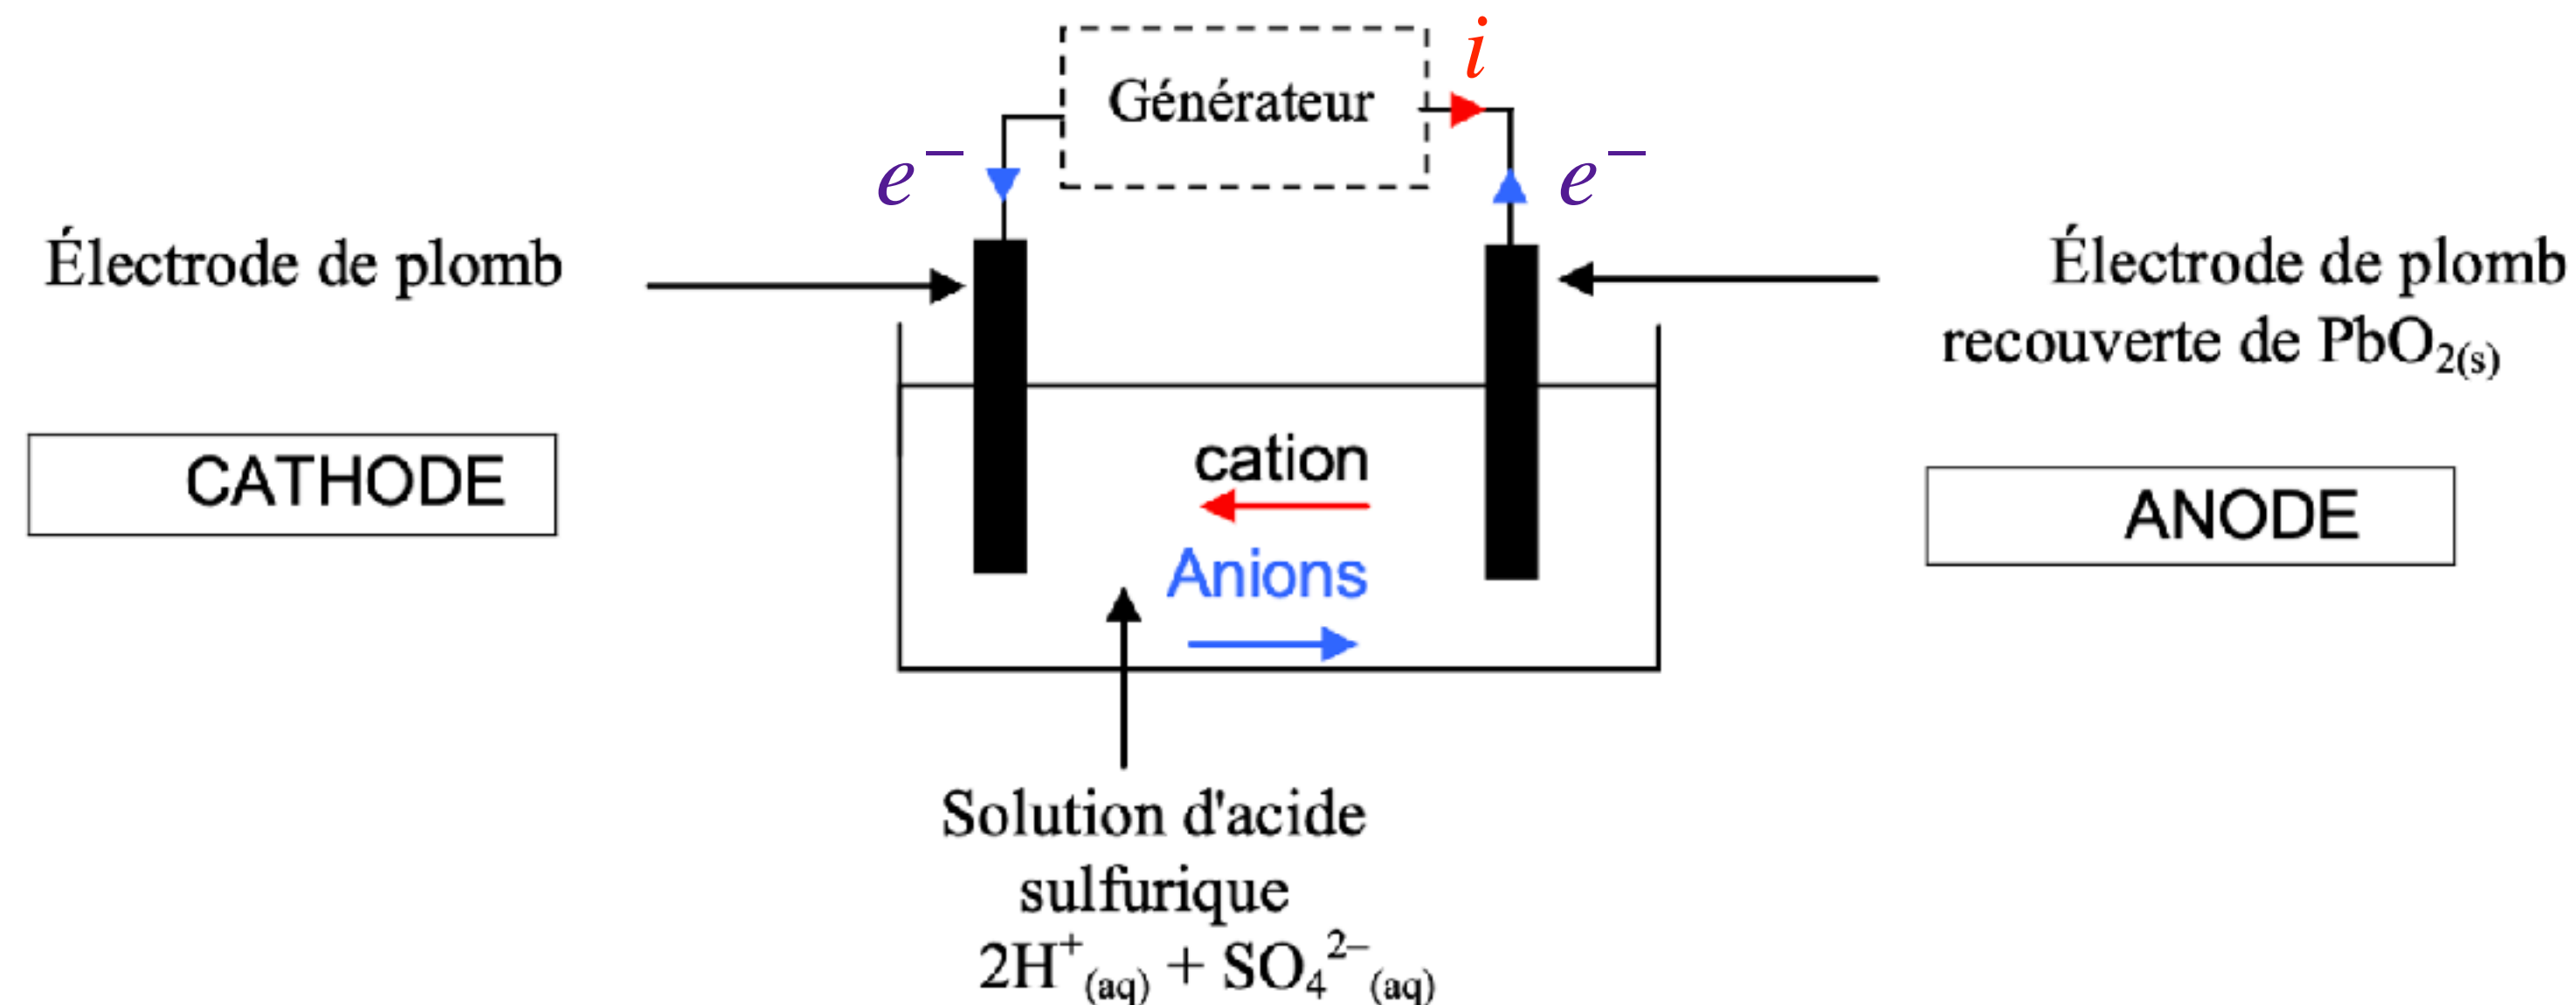 i
Générateur
e⁻
e⁻
Électrode de plomb
Électrode de plomb
recouverte de PbO₂₍ₛ₎
CATHODE
cation
ANODE
Anions
Solution d'acide
sulfurique
2H⁺(aq) + SO₄²⁻(aq)